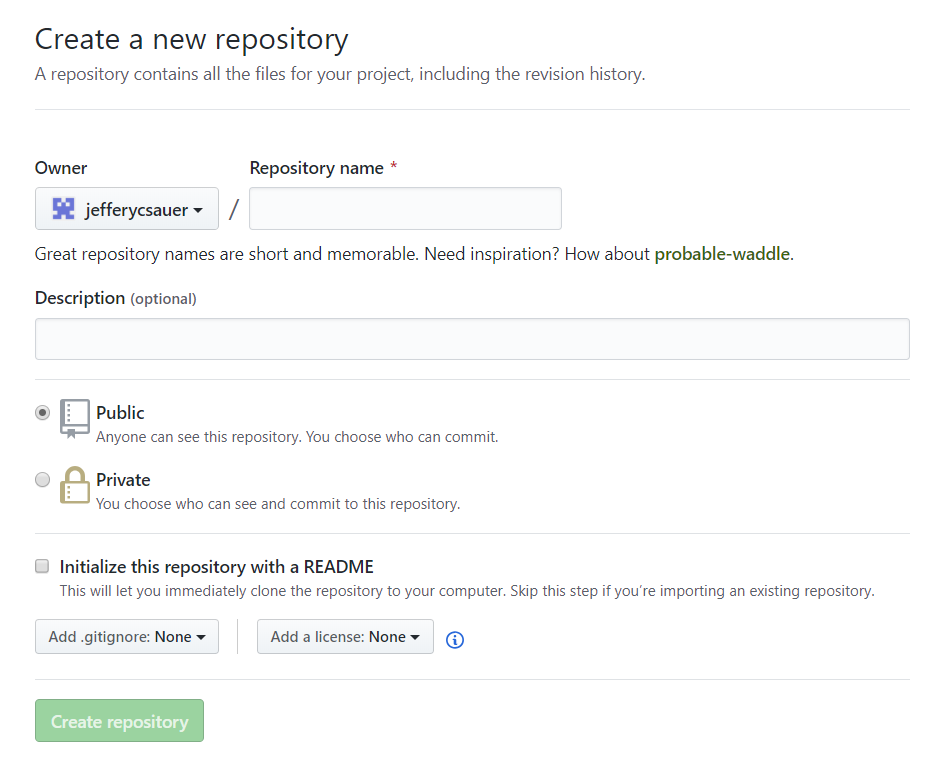 Create a new repository
A repository contains all the files for your project, including the revision history.
Owner
Repository name *
jefferycsauer
/
Great repository names are short and memorable. Need inspiration? How about probable-waddle.
Description (optional)
Public
Anyone can see this repository. You choose who can commit.
Private
You choose who can see and commit to this repository.
Initialize this repository with a README
This will let you immediately clone the repository to your computer. Skip this step if you’re importing an existing repository.
Add .gitignore: None
Add a license: None
Create repository